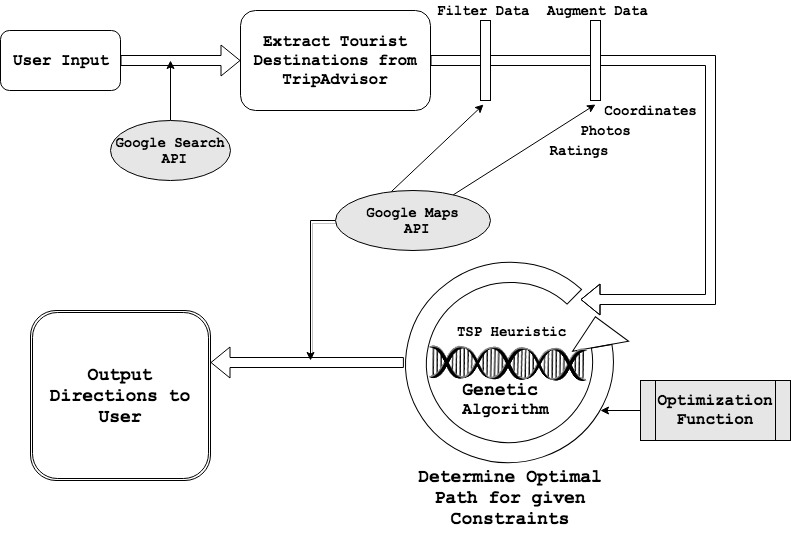 Filter Data
Augment Data
User Input
Extract Tourist
Destinations from
TripAdvisor
Google Search
API
Coordinates
Photos
Ratings
Google Maps
API
TSP Heuristic
Genetic
Algorithm
Output
Directions to
User
Optimization
Function
Determine Optimal
Path for given
Constraints